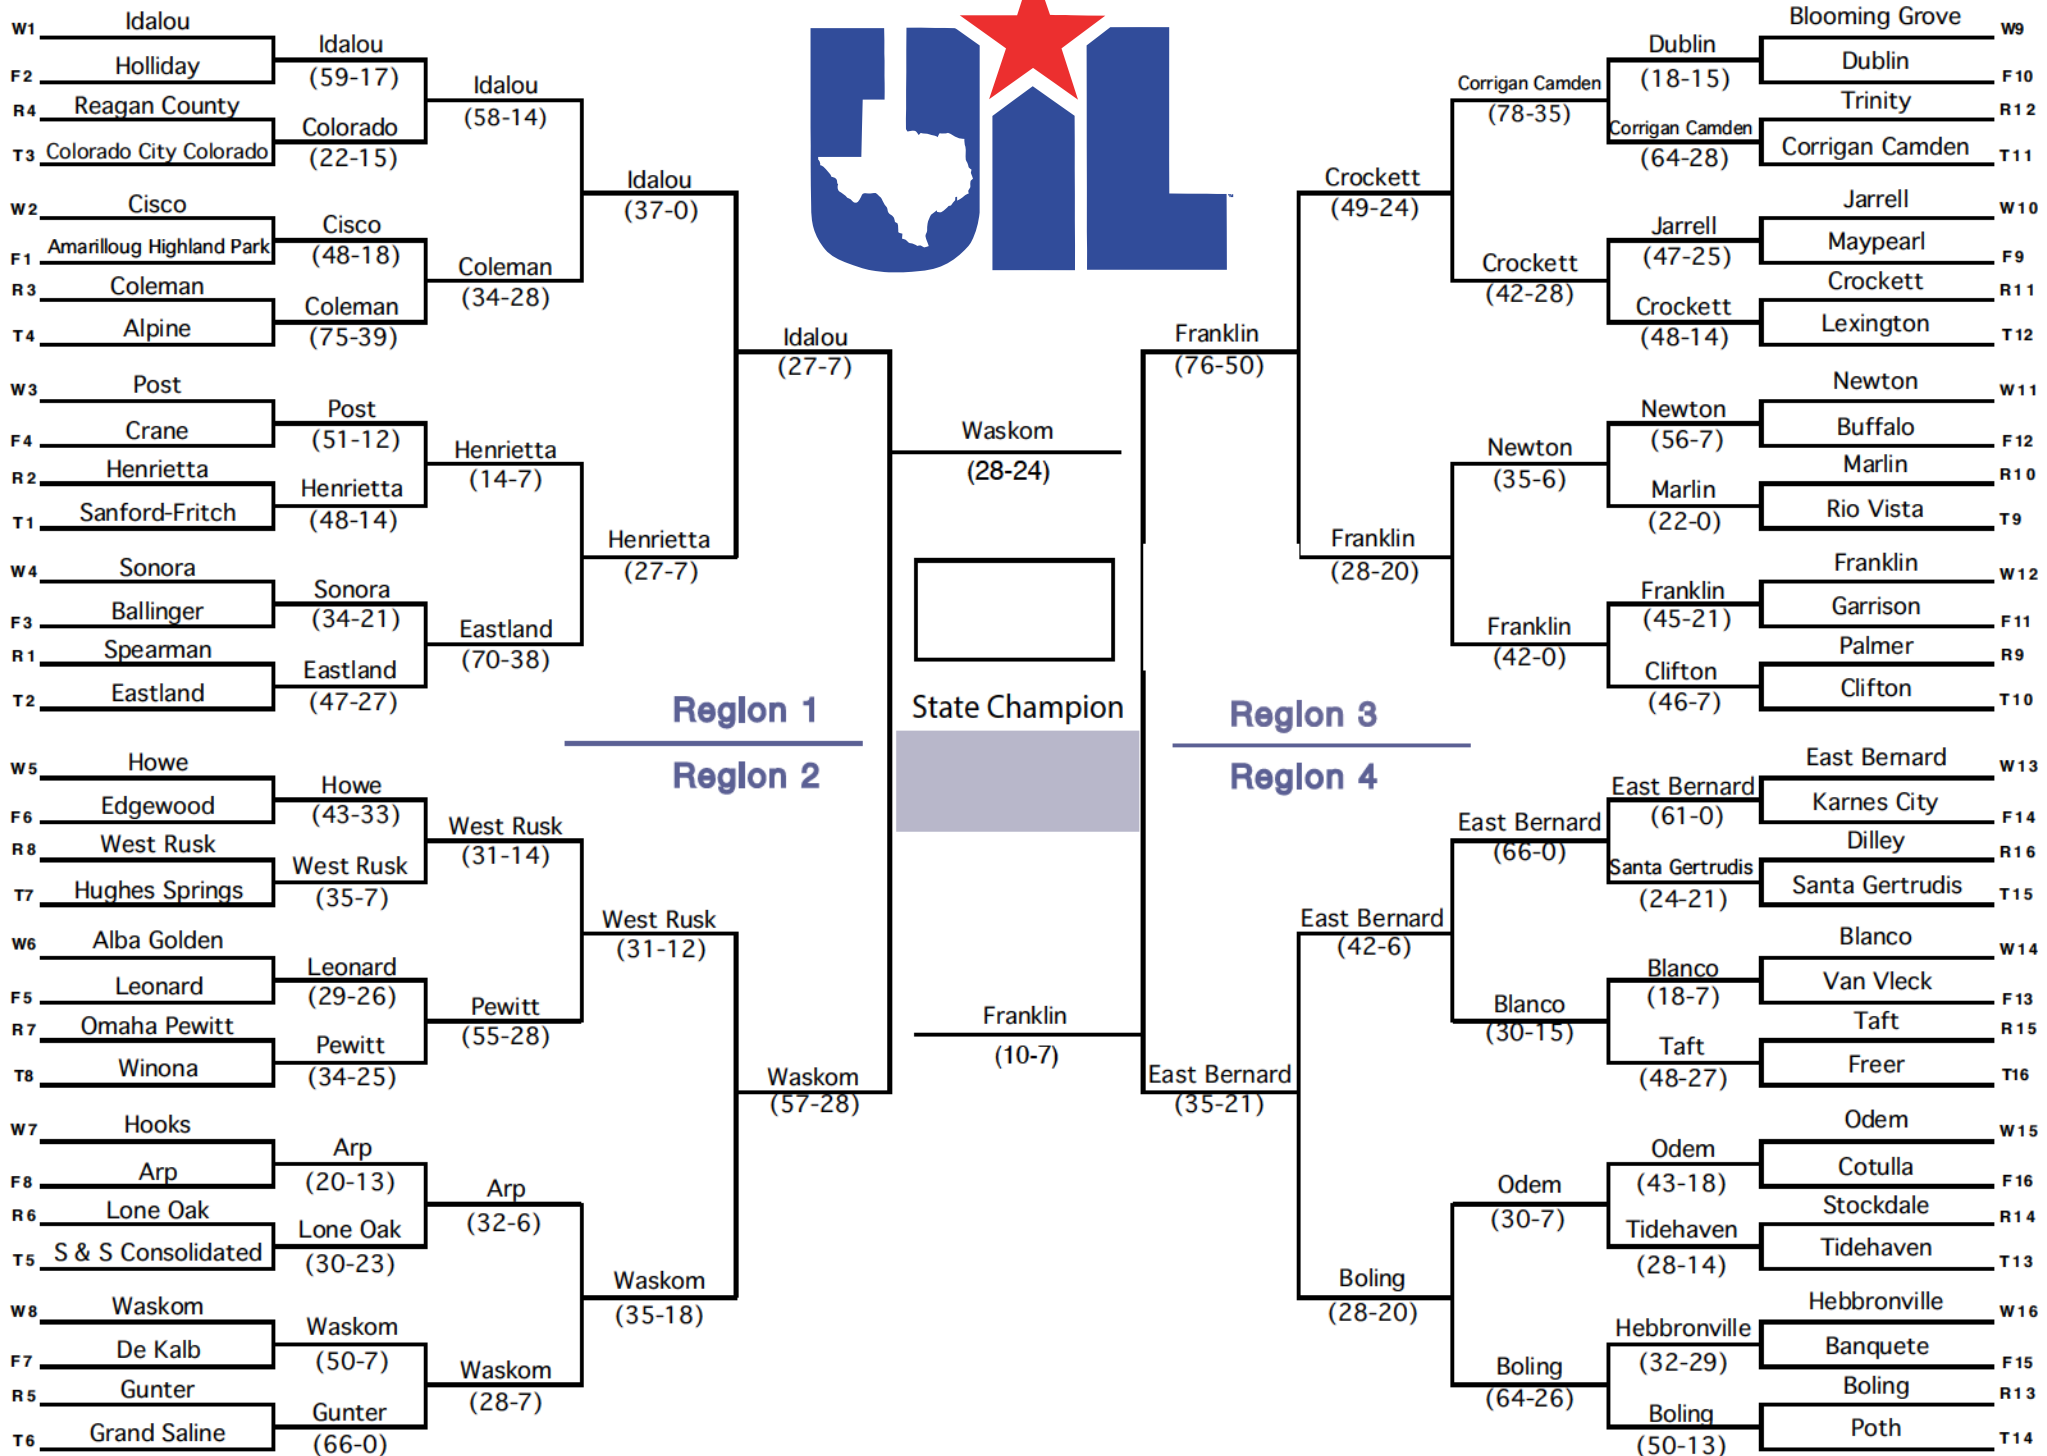 W1 Idalou
F2 Holliday
R4 Reagan County
T3 Colorado City Colorado
W2 Cisco
F1 Amarilloug Highland Park
R3 Coleman
T4 Alpine
W3 Post
F4 Crane
R2 Henrietta
T1 Sanford-Fritch
W4 Sonora
F3 Ballinger
R1 Spearman
T2 Eastland
W5 Howe
F6 Edgewood
R8 West Rusk
T7 Hughes Springs
W6 Alba Golden
F5 Leonard
R7 Omaha Pewitt
T8 Winona
W7 Hooks
F8 Arp
R6 Lone Oak
T5 S & S Consolidated
W8 Waskom
F7 De Kalb
R5 Gunter
T6 Grand Saline
Idalou
(59-17)
Colorado
(22-15)
Cisco
(48-18)
Coleman
(75-39)
Post
(51-12)
Henrietta
(48-14)
Sonora
(34-21)
Eastland
(47-27)
Howe
(43-33)
West Rusk
(35-7)
Leonard
(29-26)
Pewitt
(34-25)
Arp
(20-13)
Lone Oak
(30-23)
Waskom
(50-7)
Gunter
(66-0)
Idalou
(58-14)
Coleman
(34-28)
Henrietta
(14-7)
Eastland
(70-38)
West Rusk
(31-14)
Pewitt
(55-28)
Arp
(32-6)
Waskom
(28-7)
Idalou
(37-0)
Henrietta
(27-7)
West Rusk
(31-12)
Waskom
(35-18)
Idalou
(27-7)
Waskom
(57-28)
Region 1
Region 2
UIL
Waskom
(28-24)
State Champion
Franklin
(10-7)
Region 3
Region 4
Franklin
(76-50)
East Bernard
(35-21)
Crockett
(49-24)
Franklin
(28-20)
East Bernard
(42-6)
Boling
(28-20)
Corrigan Camden
(78-35)
Crockett
(42-28)
Newton
(35-6)
Franklin
(42-0)
East Bernard
(66-0)
Blanco
(30-15)
Odem
(30-7)
Boling
(64-26)
Dublin
(18-15)
Corrigan Camden
(64-28)
Jarrell
(47-25)
Crockett
(48-14)
Newton
(56-7)
Marlin
(22-0)
Franklin
(45-21)
Clifton
(46-7)
East Bernard
(61-0)
Santa Gertrudis
(24-21)
Blanco
(18-7)
Taft
(48-27)
Odem
(43-18)
Tidehaven
(28-14)
Hebbronville
(32-29)
Boling
(50-13)
Blooming Grove W9
Dublin F10
Trinity R12
Corrigan Camden T11
Jarrell W10
Maypearl F9
Crockett R11
Lexington T12
Newton W11
Buffalo F12
Marlin R10
Rio Vista T9
Franklin W12
Garrison F11
Palmer R9
Clifton T10
East Bernard W13
Karnes City F14
Dilley R16
Santa Gertrudis T15
Blanco W14
Van Vleck F13
Taft R15
Freer T16
Odem W15
Cotulla F16
Stockdale R14
Tidehaven T13
Hebbronville W16
Banquete F15
Boling R13
Poth T14